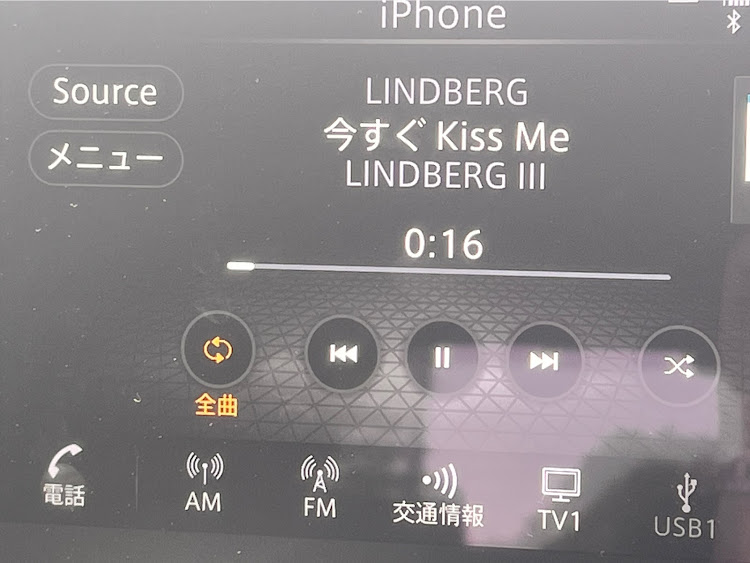 iPhone
Source
LINDBERG
今すぐ Kiss Me
メニュー
LINDBERG III
0:16
全曲
電話
AM
FM
交通情報
TV1
USB1